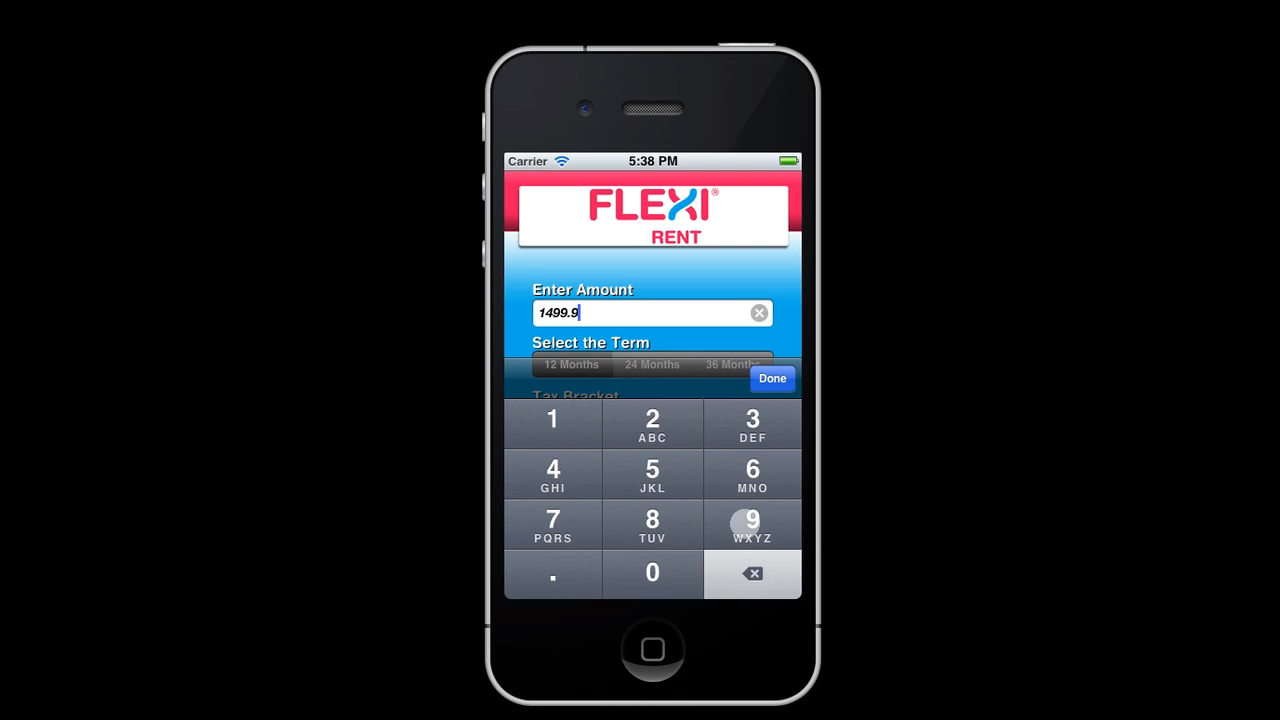 Carrier 5:38 PM
FLEXI®
RENT
Enter Amount
1499.9
Select the Term
12 Months 24 Months 36 Months
Done
Tax Bracket
1 2 3
ABC DEF
4 5 6
GHI JKL MNO
7 8 9
PQRS TUV WXYZ
. 0